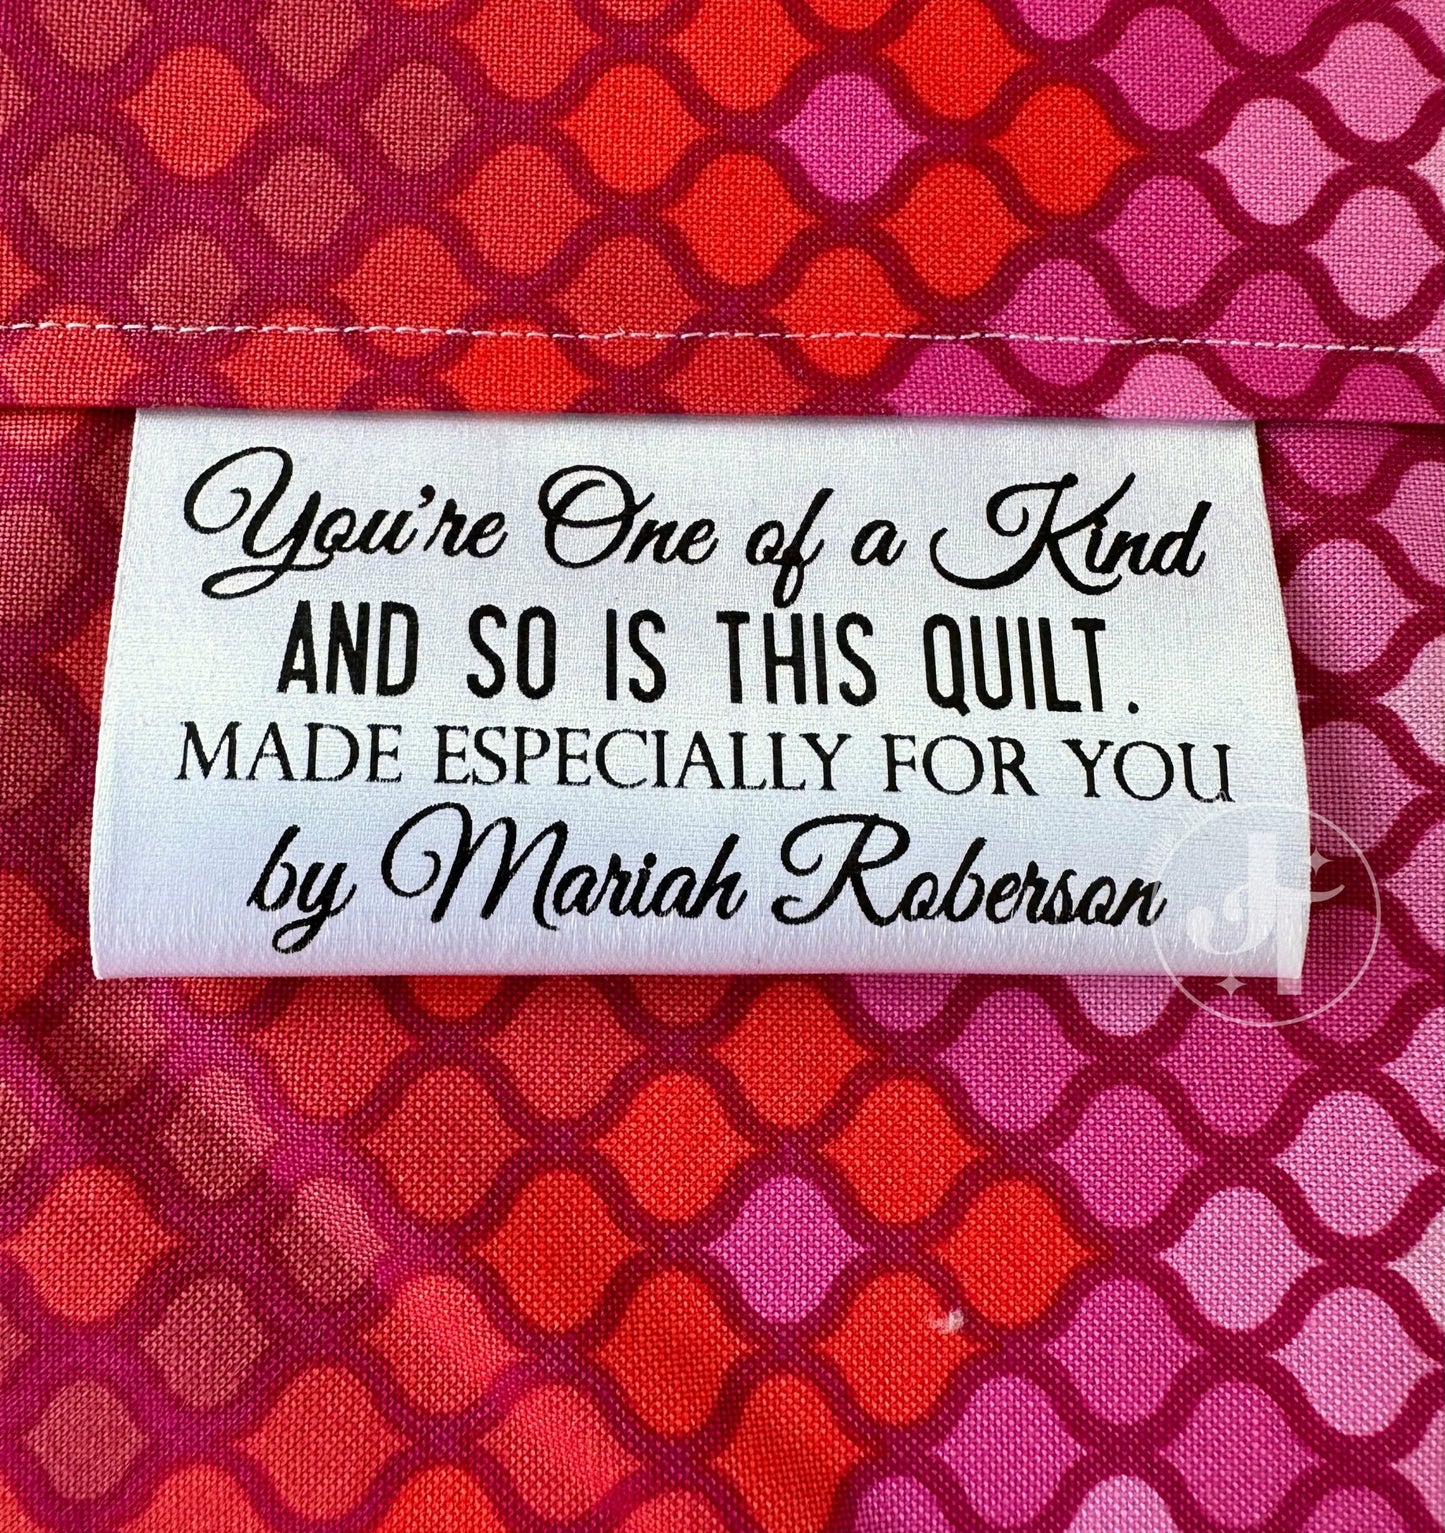 You're One of a Kind
AND SO IS THIS QUILT.
MADE ESPECIALLY FOR YOU
by Mariah Roberson